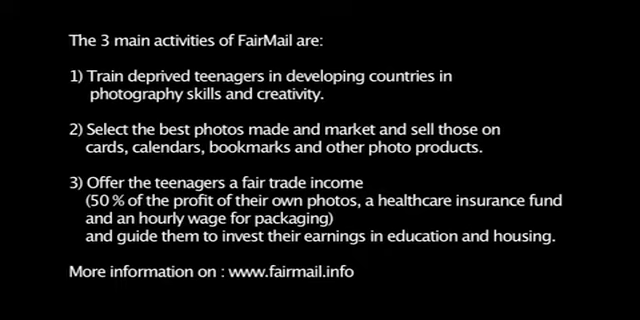 The 3 main activities of FairMail are:
1) Train deprived teenagers in developing countries in
photography skills and creativity.
2) Select the best photos made and market and sell those on
cards, calendars, bookmarks and other photo products.
3) Offer the teenagers a fair trade income
(50 % of the profit of their own photos, a healthcare insurance fund
and an hourly wage for packaging)
and guide them to invest their earnings in education and housing.
More information on : www.fairmail.info